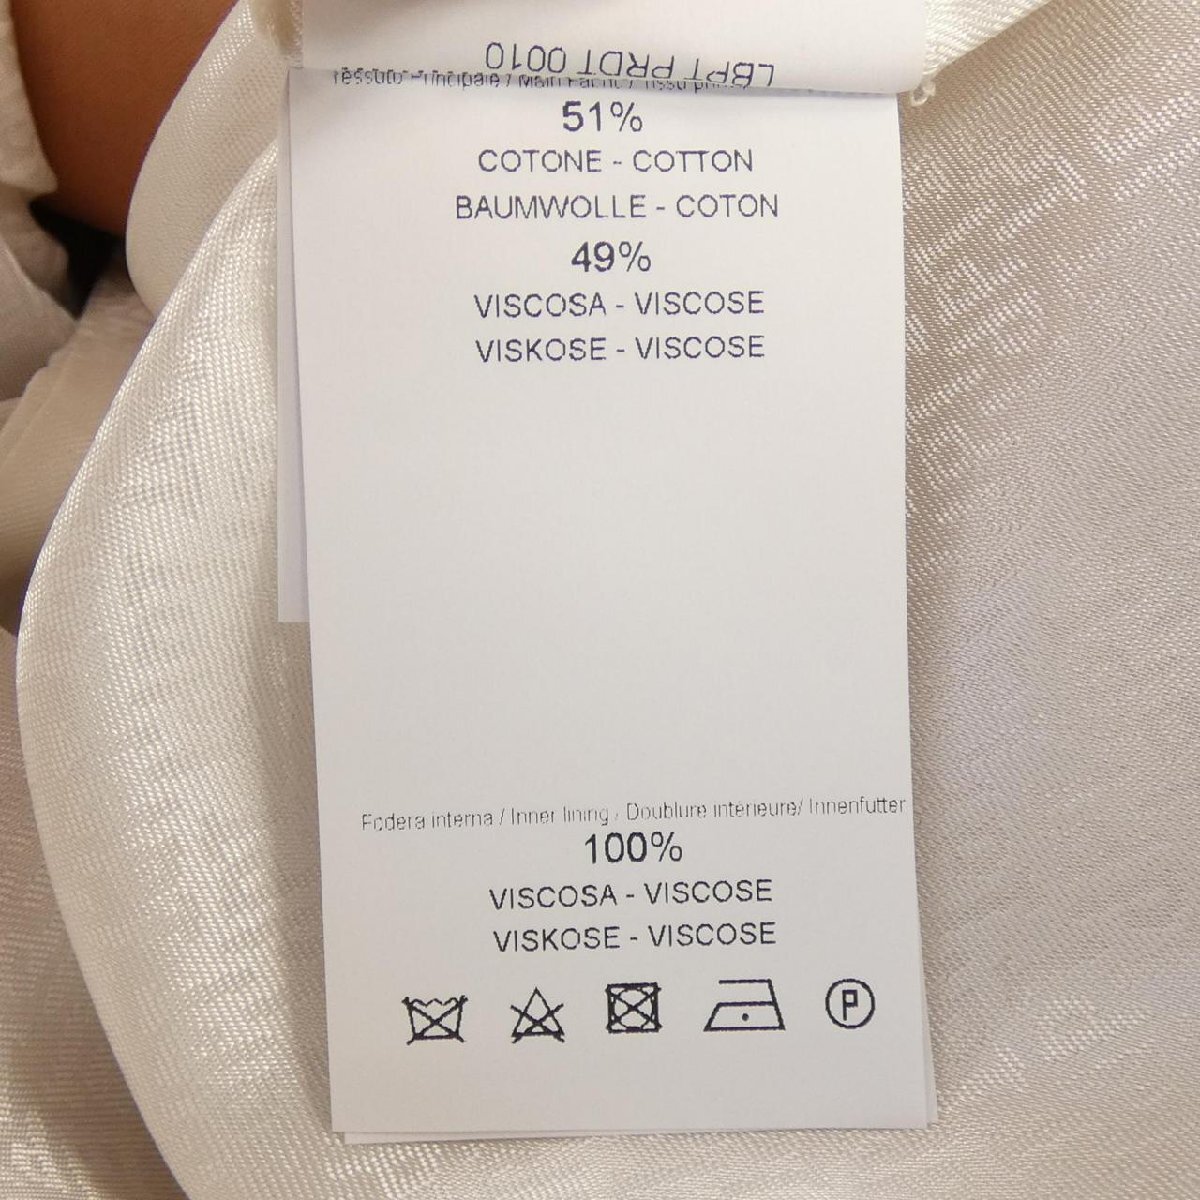 LBPT PRDT 0010
51%
COTONE - COTTON
BAUMWOLLE - COTON
49%
VISCOSA - VISCOSE
VISKOSE - VISCOSE
Fodera interna / Inner lining / Doublure interieure/ Innenfutter
100%
VISCOSA - VISCOSE
VISKOSE - VISCOSE
P